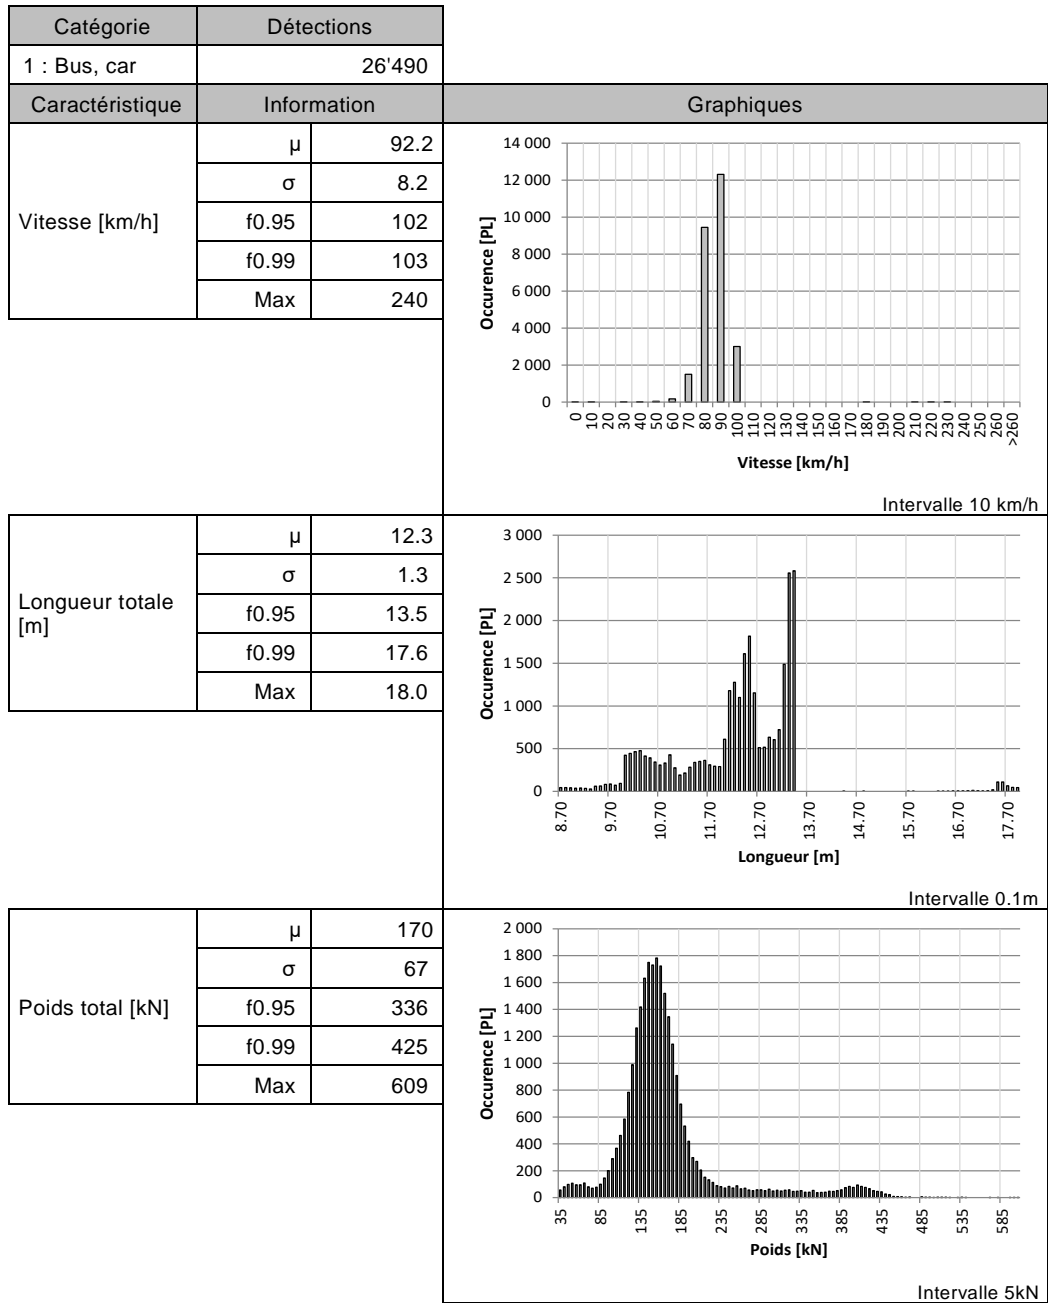 Catégorie Détections
1 : Bus, car 26'490
Caractéristique Information Graphiques
Vitesse [km/h]
µ 92.2
σ 8.2
f0.95 102
f0.99 103
Max 240
14 000
12 000
10 000
8 000
6 000
4 000
2 000
0
Occurence [PL]
0 10 20 30 40 50 60 70 80 90 100 110 120 130 140 150 160 170 180 190 200 210 220 230 240 250 260 >260
Vitesse [km/h]
Intervalle 10 km/h
Longueur totale
[m]
µ 12.3
σ 1.3
f0.95 13.5
f0.99 17.6
Max 18.0
3 000
2 500
2 000
1 500
1 000
500
0
Occurence [PL]
8.70 9.70 10.70 11.70 12.70 13.70 14.70 15.70 16.70 17.70
Longueur [m]
Intervalle 0.1m
Poids total [kN]
µ 170
σ 67
f0.95 336
f0.99 425
Max 609
2 000
1 800
1 600
1 400
1 200
1 000
800
600
400
200
0
Occurence [PL]
35 85 135 185 235 285 335 385 435 485 535 585
Poids [kN]
Intervalle 5kN